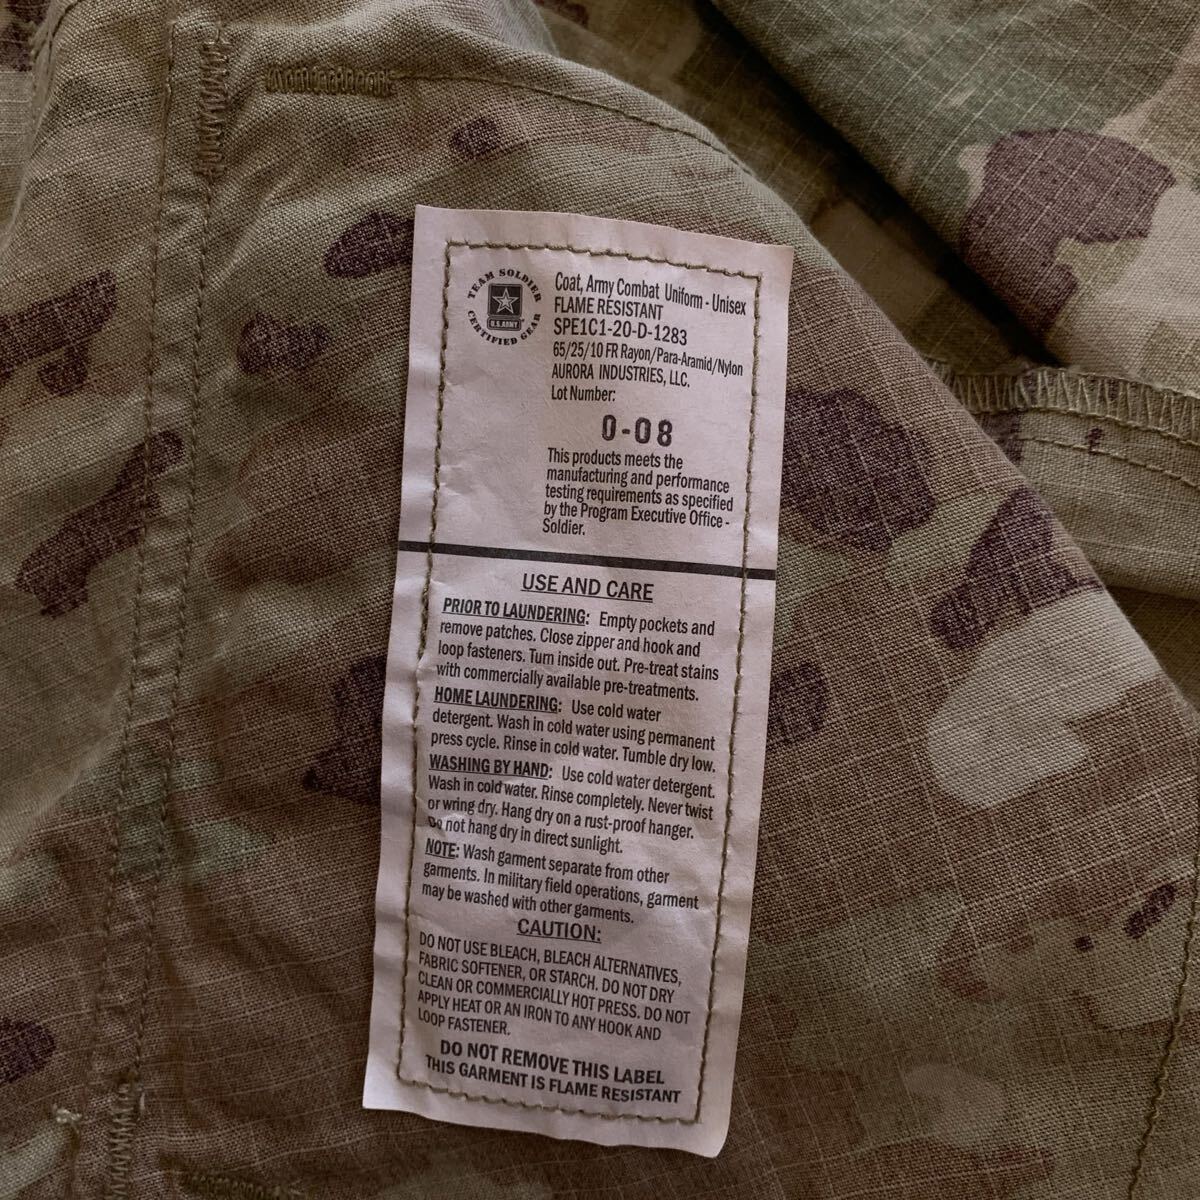 TEAM SOLDIER
U.S.ARMY
CERTIFIED GEAR
Coat, Army Combat Uniform - Unisex
FLAME RESISTANT
SPE1C1-20-D-1283
65/25/10 FR Rayon/Para-Aramid/Nylon
AURORA INDUSTRIES, LLC.
Lot Number:
0-08
This products meets the
manufacturing and performance
testing requirements as specified
by the Program Executive Office -
Soldier.
USE AND CARE
PRIOR TO LAUNDERING: Empty pockets and
remove patches. Close zipper and hook and
loop fasteners. Turn inside out. Pre-treat stains
with commercially available pre-treatments.
HOME LAUNDERING: Use cold water
detergent. Wash in cold water using permanent
press cycle. Rinse in cold water. Tumble dry low.
WASHING BY HAND: Use cold water detergent.
Wash in cold water. Rinse completely. Never twist
or wring dry. Hang dry on a rust-proof hanger.
Do not hang dry in direct sunlight.
NOTE: Wash garment separate from other
garments. In military field operations, garment
may be washed with other garments.
CAUTION:
DO NOT USE BLEACH, BLEACH ALTERNATIVES,
FABRIC SOFTENER, OR STARCH. DO NOT DRY
CLEAN OR COMMERCIALLY HOT PRESS. DO NOT
APPLY HEAT OR AN IRON TO ANY HOOK AND
LOOP FASTENER.
DO NOT REMOVE THIS LABEL
THIS GARMENT IS FLAME RESISTANT